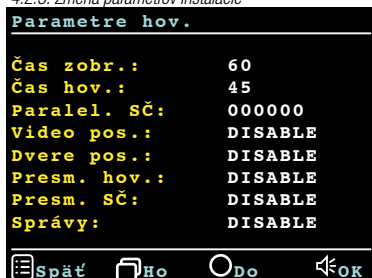 4.2.3. Zmena parametrov inštalácie
Parametre hov.
Čas zobr.: 60
Čas hov.: 45
Paralel. SČ: 000000
Video pos.: DISABLE
Dvere pos.: DISABLE
Presm. hov.: DISABLE
Presm. SČ: DISABLE
Správy: DISABLE
Späť Ho Do OK